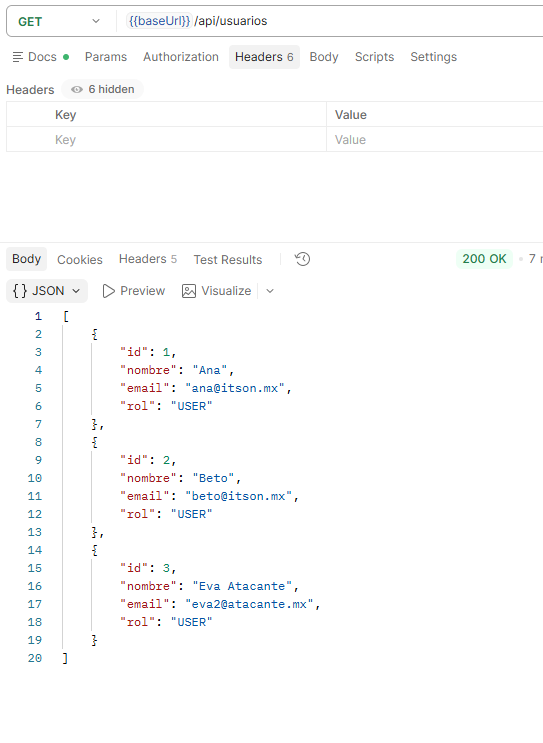 GET {{baseUrl}} /api/usuarios
Docs Params Authorization Headers 6 Body Scripts Settings
Headers 6 hidden
Key Value
Key Value
Body Cookies Headers 5 Test Results 200 OK • 7
{} JSON Preview Visualize
1 [
2 {
3 "id": 1,
4 "nombre": "Ana",
5 "email": "ana@itson.mx",
6 "rol": "USER"
7 },
8 {
9 "id": 2,
10 "nombre": "Beto",
11 "email": "beto@itson.mx",
12 "rol": "USER"
13 },
14 {
15 "id": 3,
16 "nombre": "Eva Atacante",
17 "email": "eva2@atacante.mx",
18 "rol": "USER"
19 }
20 ]